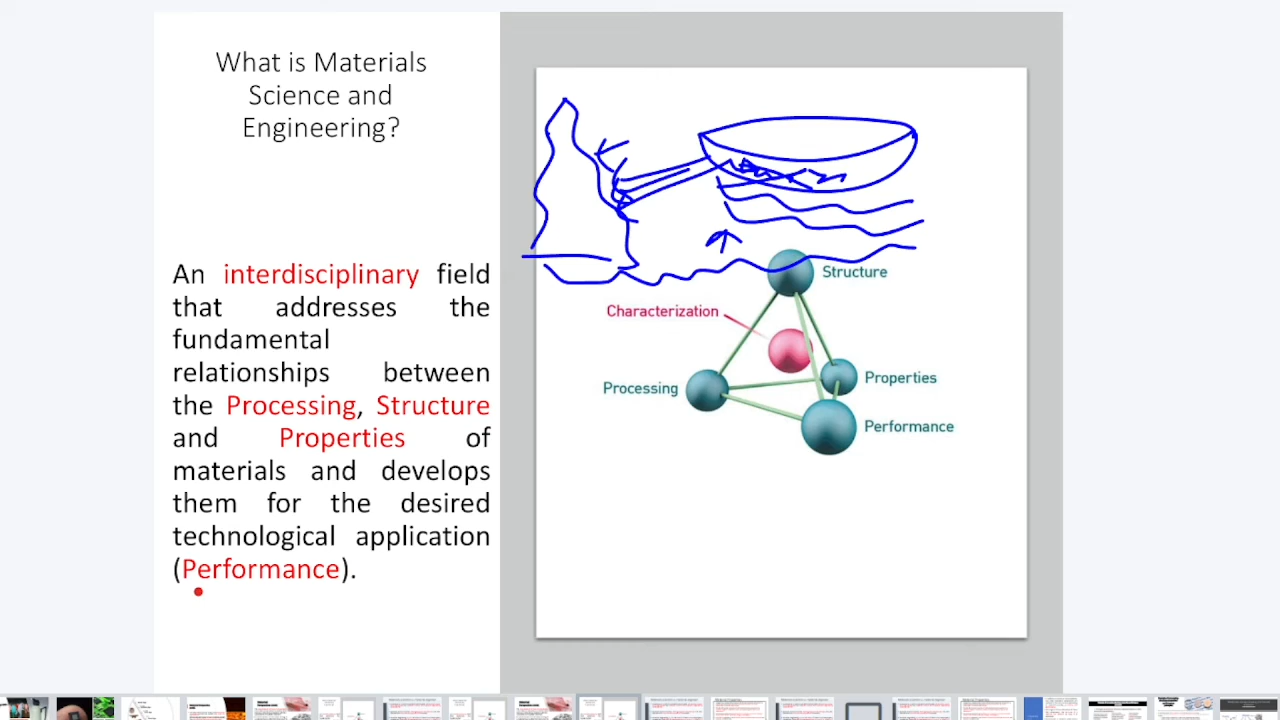 What is Materials
Science and
Engineering?
An interdisciplinary field
that addresses the
fundamental
relationships between
the Processing, Structure
and Properties of
materials and develops
them for the desired
technological application
(Performance).
Structure
Characterization
Processing
Properties
Performance